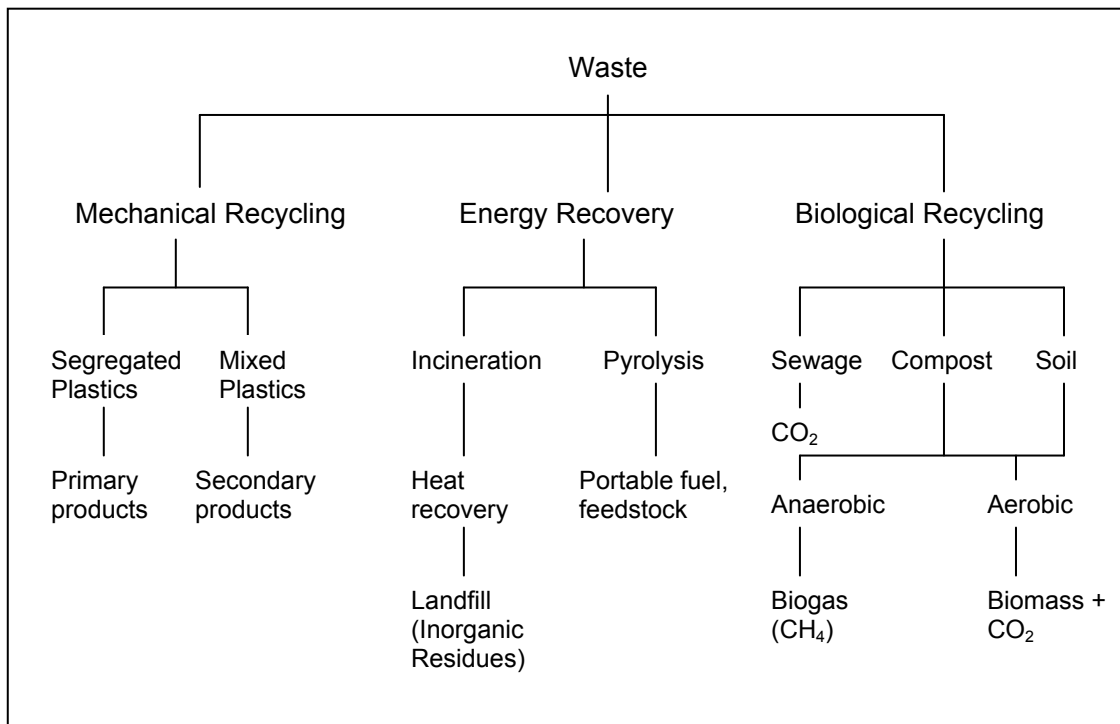 Waste
Mechanical Recycling
Energy Recovery
Biological Recycling
Segregated
Plastics
Mixed
Plastics
Incineration
Pyrolysis
Sewage
Compost
Soil
CO₂
Primary
products
Secondary
products
Heat
recovery
Portable fuel,
feedstock
Anaerobic
Aerobic
Landfill
(Inorganic
Residues)
Biogas
(CH₄)
Biomass +
CO₂